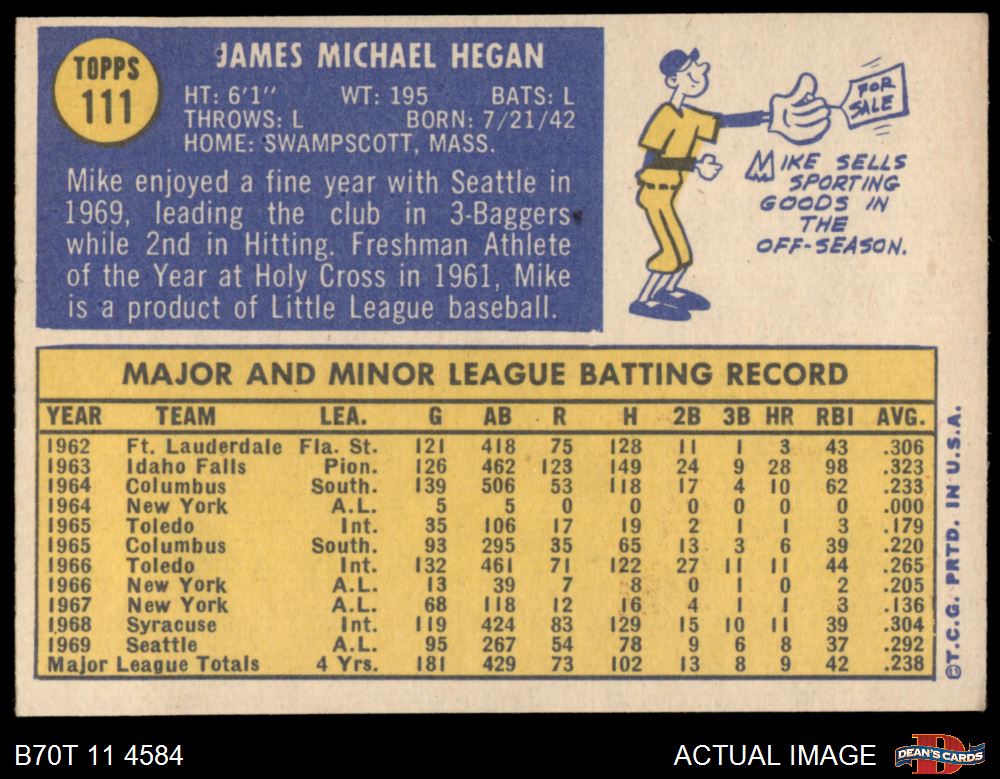 TOPPS
111
JAMES MICHAEL HEGAN
HT: 6'1" WT: 195 BATS: L
THROWS: L BORN: 7/21/42
HOME: SWAMPSCOTT, MASS.
Mike enjoyed a fine year with Seattle in
1969, leading the club in 3-Baggers
while 2nd in Hitting. Freshman Athlete
of the Year at Holy Cross in 1961, Mike
is a product of Little League baseball.
FOR
SALE
MIKE SELLS
SPORTING
GOODS IN
THE
OFF-SEASON.
MAJOR AND MINOR LEAGUE BATTING RECORD
YEAR TEAM LEA. G AB R H 2B 3B HR RBI AVG.
1962 Ft. Lauderdale Fla. St. 121 418 75 128 11 1 3 43 .306
1963 Idaho Falls Pion. 126 462 123 149 24 9 28 98 .323
1964 Columbus South. 139 506 53 118 17 4 10 62 .233
1964 New York A.L. 5 5 0 0 0 0 0 0 .000
1965 Toledo Int. 35 106 17 19 2 1 1 3 .179
1965 Columbus South. 93 295 35 65 13 3 6 39 .220
1966 Toledo Int. 132 461 71 122 27 11 11 44 .265
1966 New York A.L. 13 39 7 8 0 1 0 2 .205
1967 New York A.L. 68 118 12 16 4 1 1 3 .136
1968 Syracuse Int. 119 424 83 129 15 10 11 39 .304
1969 Seattle A.L. 95 267 54 78 9 6 8 37 .292
Major League Totals 4 Yrs. 181 429 73 102 13 8 9 42 .238
©T.C.G. PRTD. IN U.S.A.
B70T 11 4584
ACTUAL IMAGE
DEAN'S CARDS